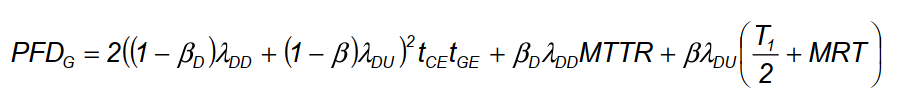 PFD_G = 2((1 − β_D)λ_DD + (1 − β)λ_DU)² t_CE t_GE + β_D λ_DD MTTR + βλ_DU (T_1/2 + MRT)